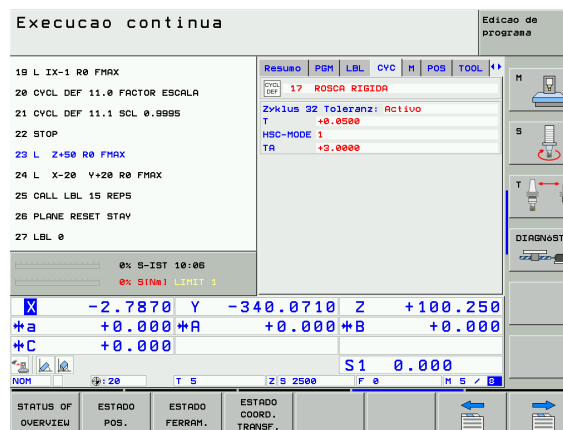 Execucao continua
Edicao de
programa
19 L IX-1 R0 FMAX
20 CYCL DEF 11.0 FACTOR ESCALA
21 CYCL DEF 11.1 SCL 0.9995
22 STOP
23 L Z+50 R0 FMAX
24 L X-20 Y+20 R0 FMAX
25 CALL LBL 15 REP5
26 PLANE RESET STAY
27 LBL 0
Resumo PGM LBL CYC M POS TOOL
CYCL
DEF
17 ROSCA RIGIDA
Zyklus 32 Toleranz: Activo
T +0.0500
HSC-MODE 1
TA +3.0000
0% S-IST 10:06
0% S[Nm] LIMIT 1
X -2.7870 Y -340.0710 Z +100.250
a +0.000 A +0.000 B +0.000
C +0.000
S1 0.000
NOM : 20 T 5 Z S 2500 F 0 M 5 / 8
M
S
T
DIAGNÓST
STATUS OF
OVERVIEW
ESTADO
POS.
ESTADO
FERRAM.
ESTADO
COORD.
TRANSF.